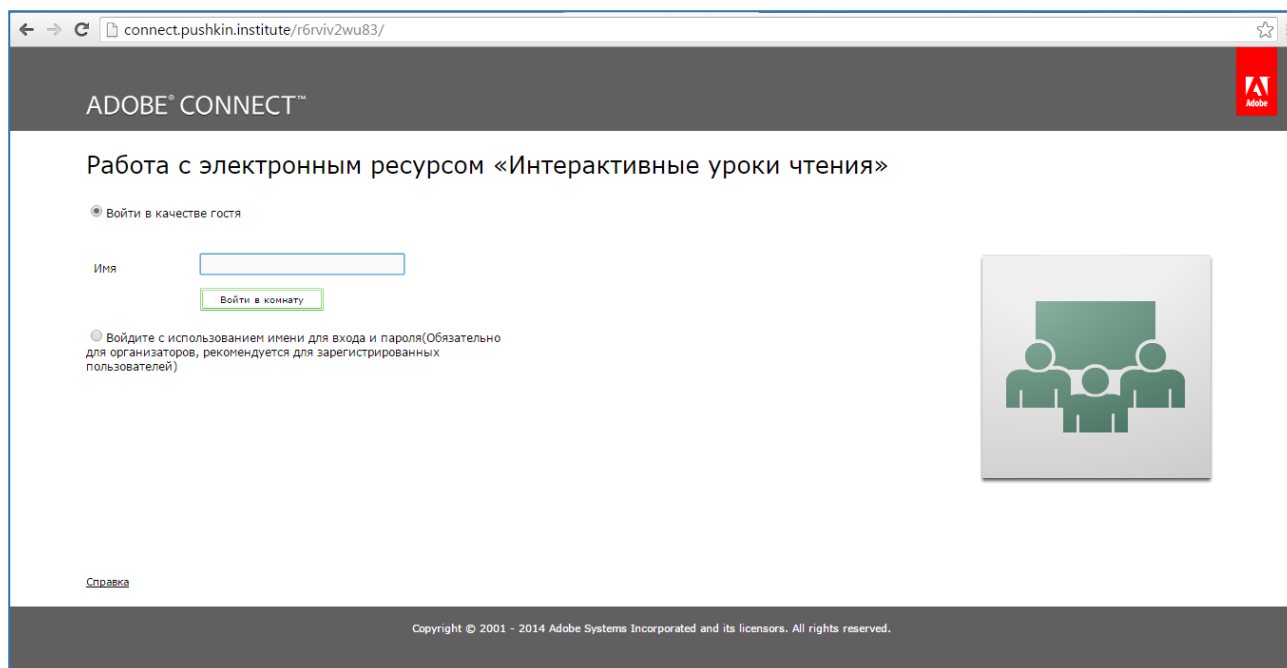 connect.pushkin.institute/r6rviv2wu83/
ADOBE® CONNECT™
Adobe
Работа с электронным ресурсом «Интерактивные уроки чтения»
Войти в качестве гостя
Имя
Войти в комнату
Войдите с использованием имени для входа и пароля(Обязательно
для организаторов, рекомендуется для зарегистрированных
пользователей)
Справка
Copyright © 2001 - 2014 Adobe Systems Incorporated and its licensors. All rights reserved.